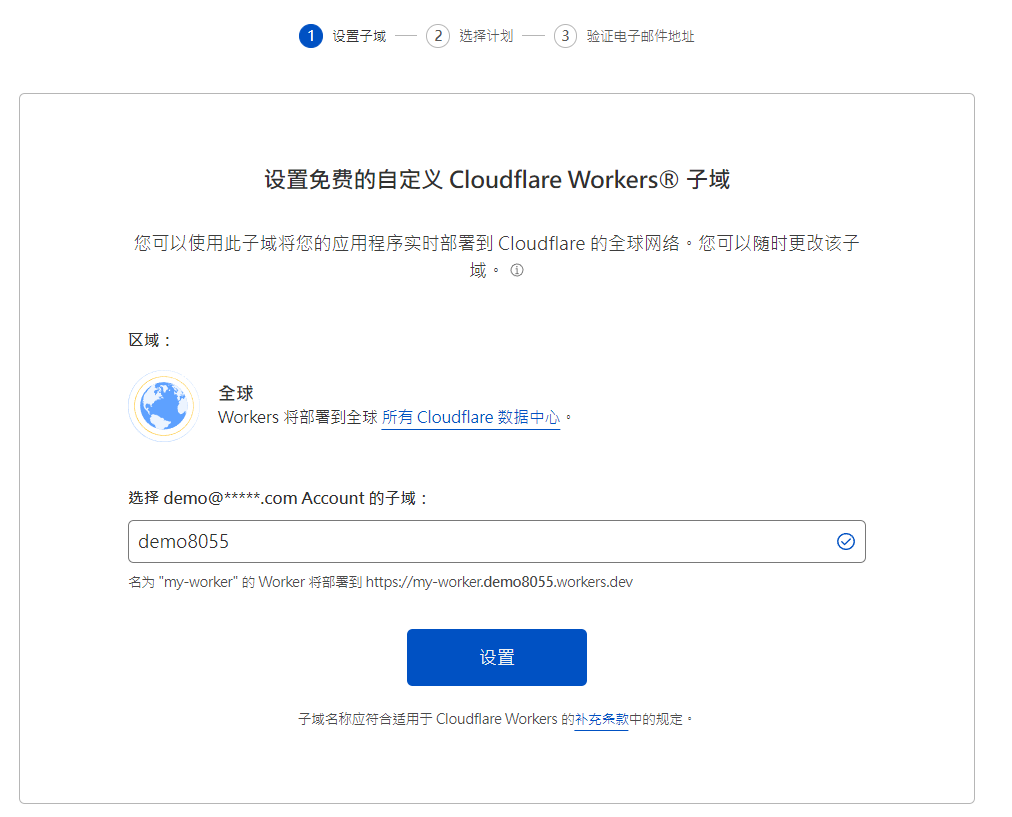 1 设置子域 2 选择计划 3 验证电子邮件地址
设置免费的自定义 Cloudflare Workers® 子域
您可以使用此子域将您的应用程序实时部署到 Cloudflare 的全球网络。您可以随时更改该子
域。
区域：
全球
Workers 将部署到全球 所有 Cloudflare 数据中心。
选择 demo@*****.com Account 的子域：
demo8055
名为 "my-worker" 的 Worker 将部署到 https://my-worker.demo8055.workers.dev
设置
子域名称应符合适用于 Cloudflare Workers 的补充条款中的规定。